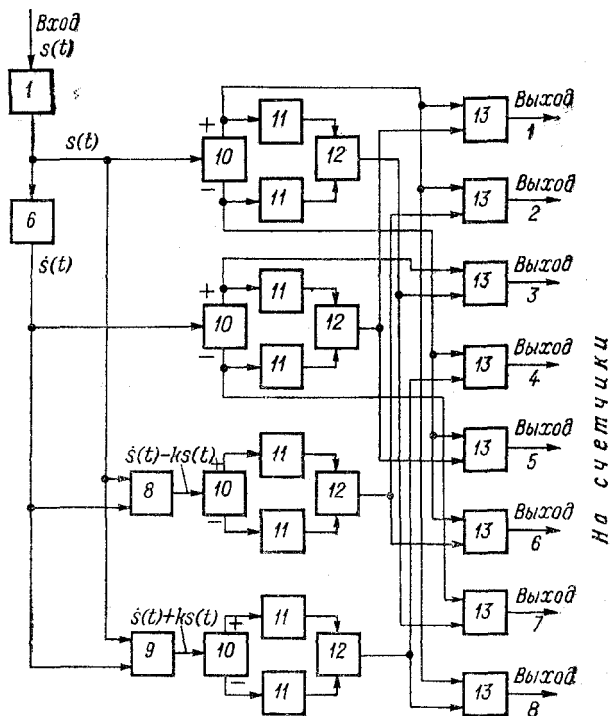 Вход
s(t)
1
s(t)
6
ṡ(t)
+
10
−
11
11
12
+
10
−
11
11
12
ṡ(t)−ks(t)
8
+
10
−
11
11
12
ṡ(t)+ks(t)
9
+
10
−
11
11
12
13
Выход
1
13
Выход
2
13
Выход
3
13
Выход
4
13
Выход
5
13
Выход
6
13
Выход
7
13
Выход
8
На счетчики